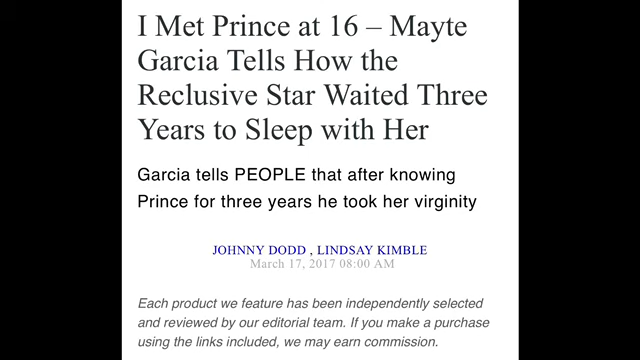 I Met Prince at 16 – Mayte
Garcia Tells How the
Reclusive Star Waited Three
Years to Sleep with Her
Garcia tells PEOPLE that after knowing
Prince for three years he took her virginity
JOHNNY DODD , LINDSAY KIMBLE
March 17, 2017 08:00 AM
Each product we feature has been independently selected
and reviewed by our editorial team. If you make a purchase
using the links included, we may earn commission.